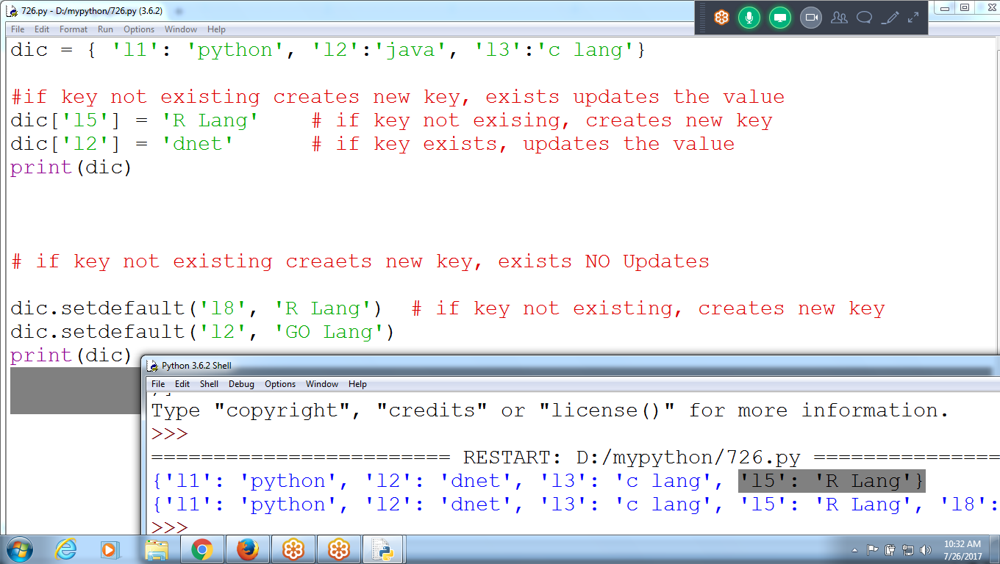 726.py - D:/mypython/726.py (3.6.2)
File Edit Format Run Options Window Help
dic = { 'l1': 'python', 'l2':'java', 'l3':'c lang'}
#if key not existing creates new key, exists updates the value
dic['l5'] = 'R Lang' # if key not exising, creates new key
dic['l2'] = 'dnet' # if key exists, updates the value
print(dic)
# if key not existing creaets new key, exists NO Updates
dic.setdefault('l8', 'R Lang') # if key not existing, creates new key
dic.setdefault('l2', 'GO Lang')
print(dic)
Python 3.6.2 Shell
File Edit Shell Debug Options Window Help
Type "copyright", "credits" or "license()" for more information.
>>>
======================== RESTART: D:/mypython/726.py ===============
{'l1': 'python', 'l2': 'dnet', 'l3': 'c lang', 'l5': 'R Lang'}
{'l1': 'python', 'l2': 'dnet', 'l3': 'c lang', 'l5': 'R Lang', 'l8':
>>>
10:32 AM
7/26/2017